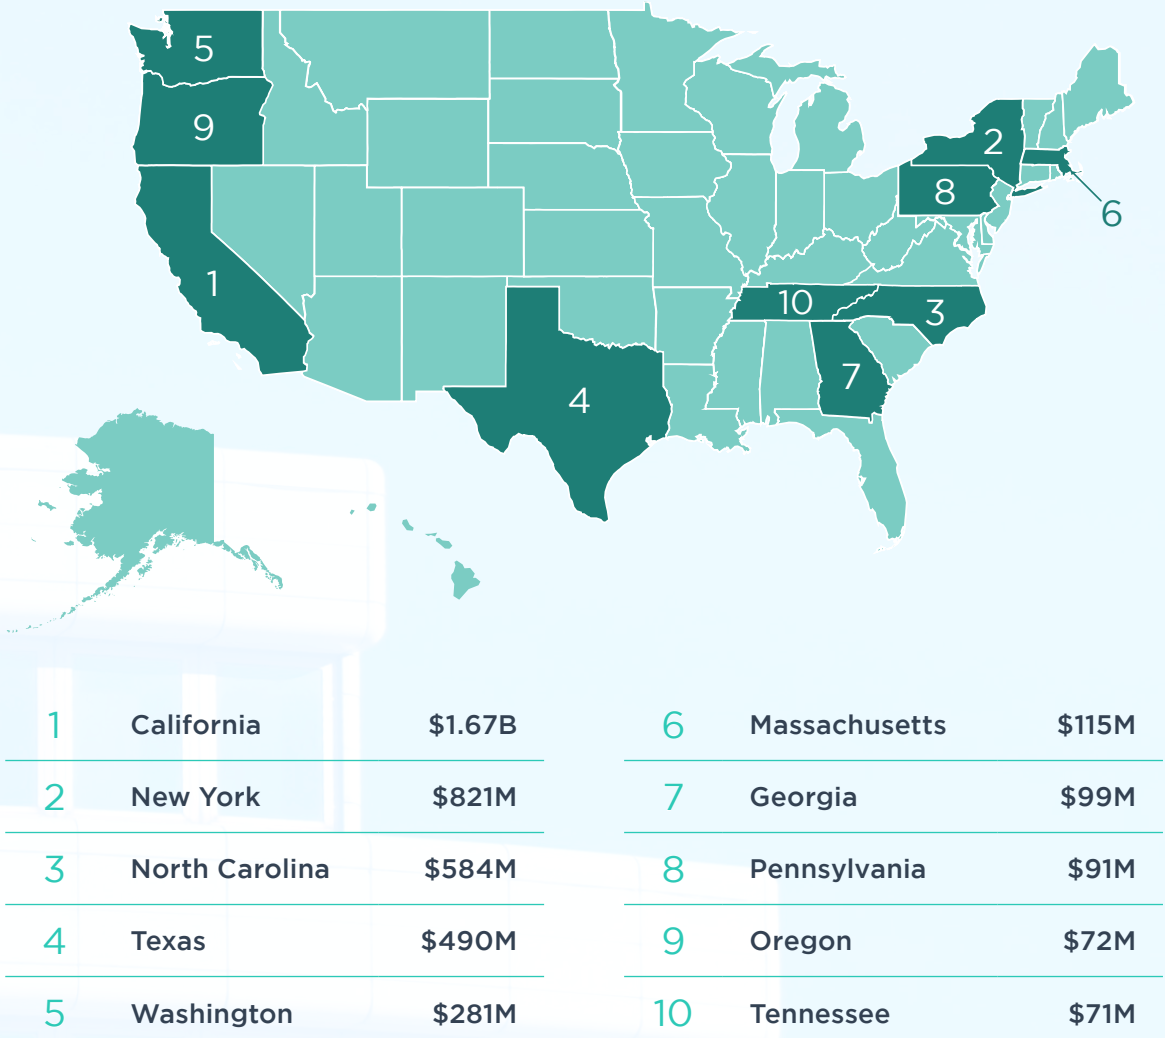 5
9
1
4
10
3
7
2
8
6
1 California $1.67B
2 New York $821M
3 North Carolina $584M
4 Texas $490M
5 Washington $281M
6 Massachusetts $115M
7 Georgia $99M
8 Pennsylvania $91M
9 Oregon $72M
10 Tennessee $71M